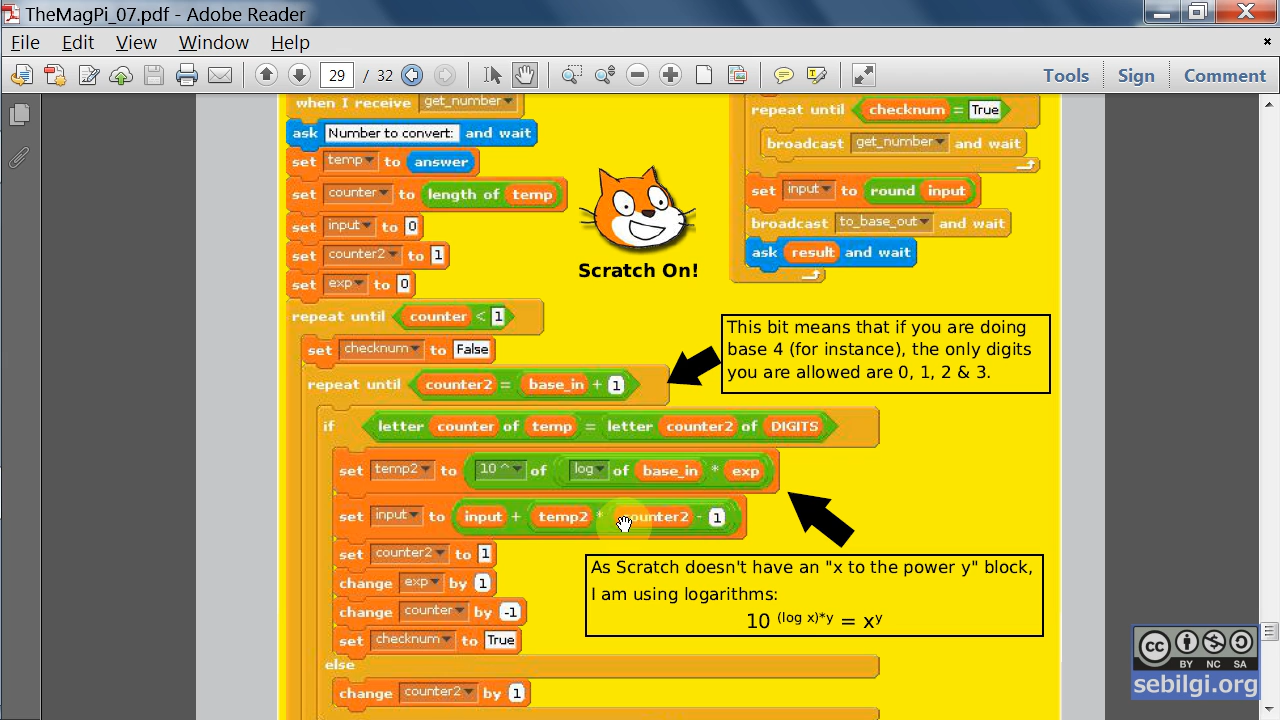 TheMagPi_07.pdf - Adobe Reader
File Edit View Window Help
29 / 32 Tools Sign Comment
when I receive get_number
ask Number to convert: and wait
set temp to answer
set counter to length of temp
set input to 0
set counter2 to 1
set exp to 0
repeat until counter < 1
set checknum to False
repeat until counter2 = base_in + 1
if letter counter of temp = letter counter2 of DIGITS
set temp2 to 10 ^ of log of base_in * exp
set input to input + temp2 * counter2 - 1
set counter2 to 1
change exp by 1
change counter by -1
set checknum to True
else
change counter2 by 1
Scratch On!
repeat until checknum = True
broadcast get_number and wait
set input to round input
broadcast to_base_out and wait
ask result and wait
This bit means that if you are doing
base 4 (for instance), the only digits
you are allowed are 0, 1, 2 & 3.
As Scratch doesn't have an "x to the power y" block,
I am using logarithms:
10 (log x)*y = xy
cc
BY NC SA
sebilgi.org